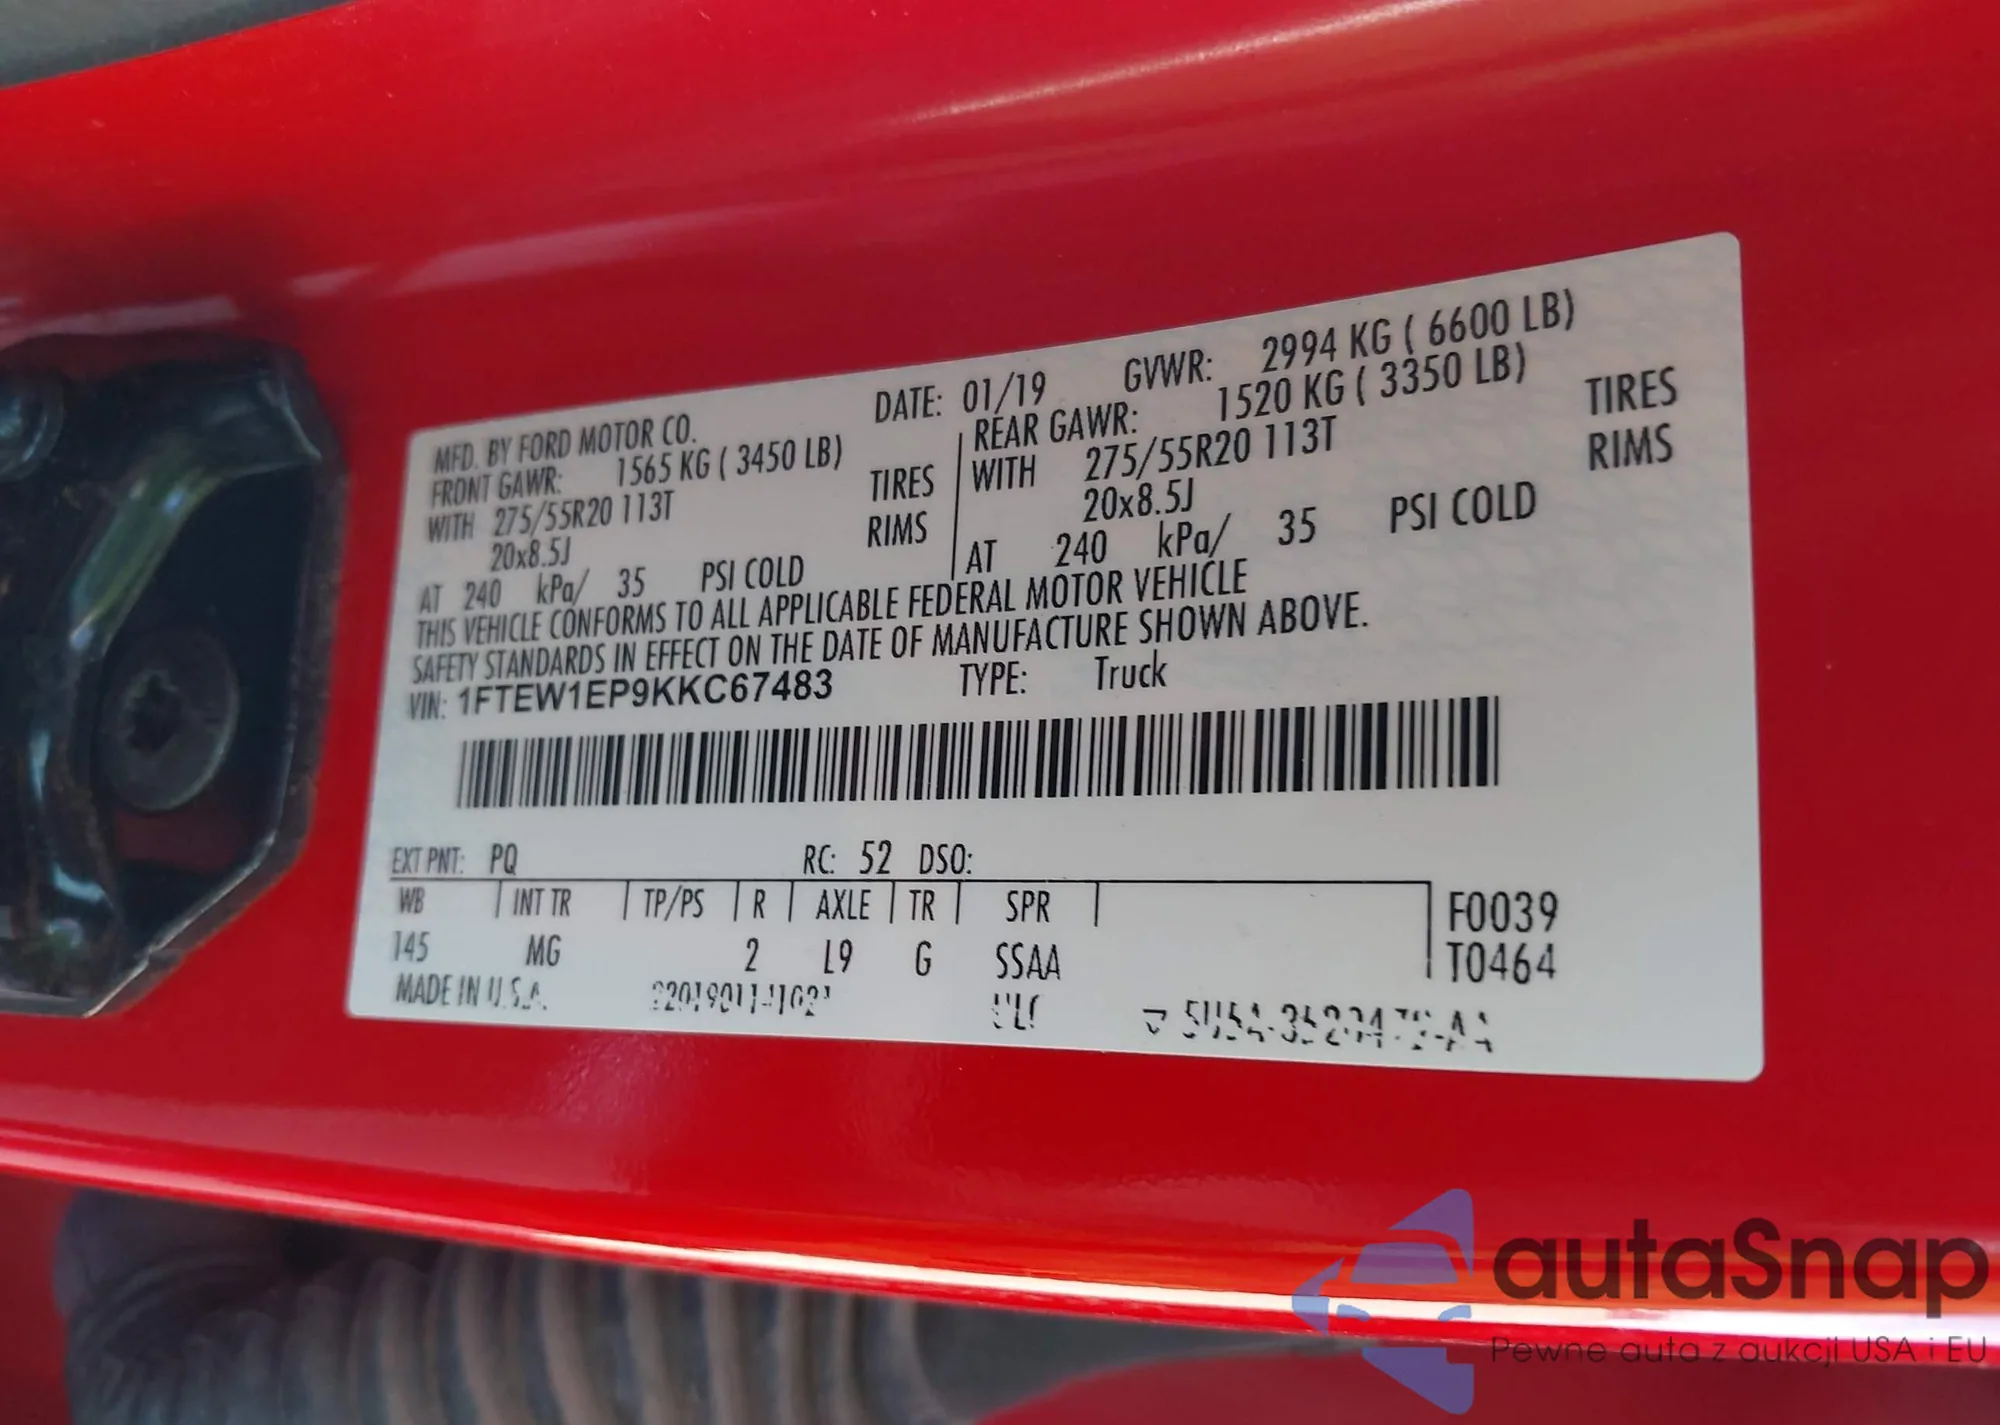 MFD. BY FORD MOTOR CO. DATE: 01/19 GVWR: 2994 KG ( 6600 LB)
FRONT GAWR: 1565 KG ( 3450 LB) REAR GAWR: 1520 KG ( 3350 LB)
WITH 275/55R20 113T TIRES WITH 275/55R20 113T TIRES
20x8.5J RIMS 20x8.5J RIMS
AT 240 kPa/ 35 PSI COLD AT 240 kPa/ 35 PSI COLD
THIS VEHICLE CONFORMS TO ALL APPLICABLE FEDERAL MOTOR VEHICLE
SAFETY STANDARDS IN EFFECT ON THE DATE OF MANUFACTURE SHOWN ABOVE.
VIN: 1FTEW1EP9KKC67483 TYPE: Truck
EXT PNT: PQ RC: 52 DSO:
WB INT TR TP/PS R AXLE TR SPR F0039
145 MG 2 L9 G SSAA T0464
MADE IN U.S.A.
autaSnap
Pewne auta z aukcji USA i EU